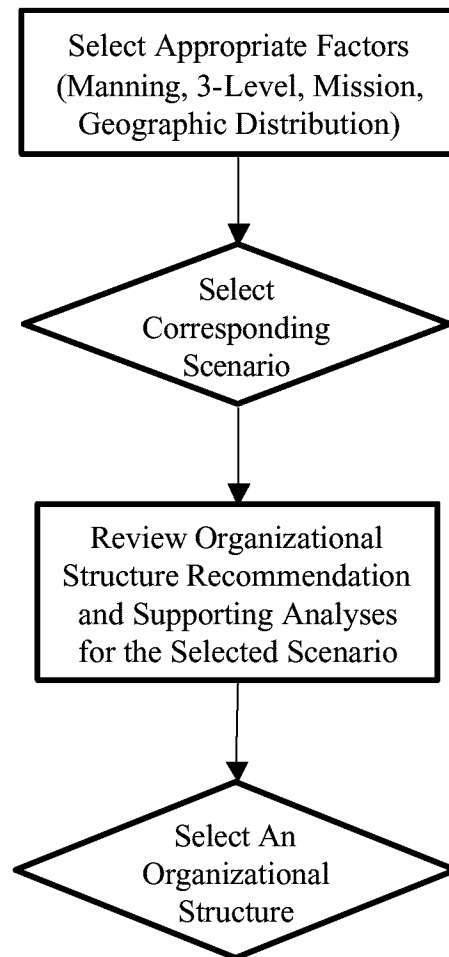 Select Appropriate Factors
(Manning, 3-Level, Mission,
Geographic Distribution)
Select
Corresponding
Scenario
Review Organizational
Structure Recommendation
and Supporting Analyses
for the Selected Scenario
Select An
Organizational
Structure